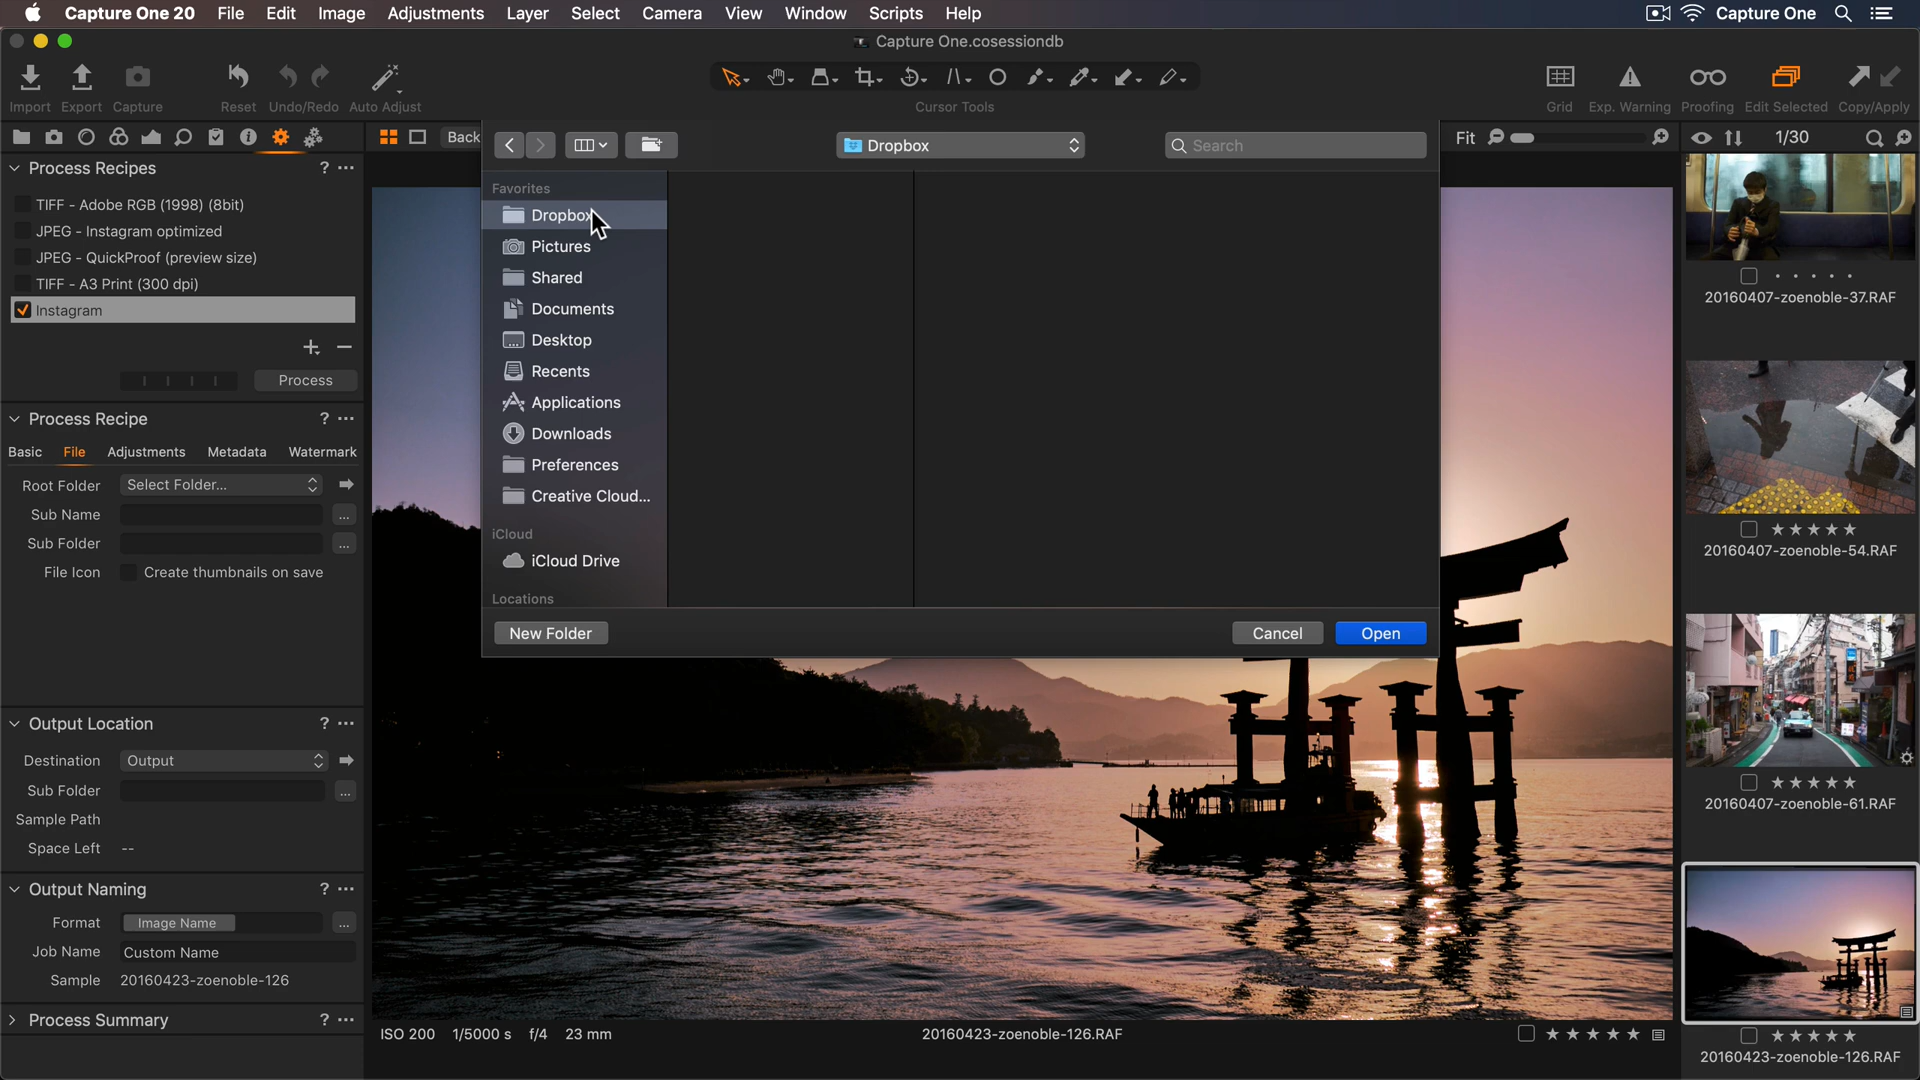 Capture One 20 File Edit Image Adjustments Layer Select Camera View Window Scripts Help Capture One
Capture One.cosessiondb
Import Export Capture Reset Undo/Redo Auto Adjust Cursor Tools Grid Exp. Warning Proofing Edit Selected Copy/Apply
Back
Dropbox
Search
Fit
1/30
Process Recipes ? ...
TIFF - Adobe RGB (1998) (8bit)
JPEG - Instagram optimized
JPEG - QuickProof (preview size)
TIFF - A3 Print (300 dpi)
Instagram
Process
Process Recipe ? ...
Basic File Adjustments Metadata Watermark
Root Folder Select Folder...
Sub Name ...
Sub Folder ...
File Icon Create thumbnails on save
Output Location ? ...
Destination Output
Sub Folder ...
Sample Path
Space Left --
Output Naming ? ...
Format Image Name ...
Job Name Custom Name
Sample 20160423-zoenoble-126
Process Summary ? ...
Favorites
Dropbox
Pictures
Shared
Documents
Desktop
Recents
Applications
Downloads
Preferences
Creative Cloud...
iCloud
iCloud Drive
Locations
New Folder Cancel Open
ISO 200 1/5000 s f/4 23 mm
20160423-zoenoble-126.RAF
20160407-zoenoble-37.RAF
20160407-zoenoble-54.RAF
20160407-zoenoble-61.RAF
20160423-zoenoble-126.RAF